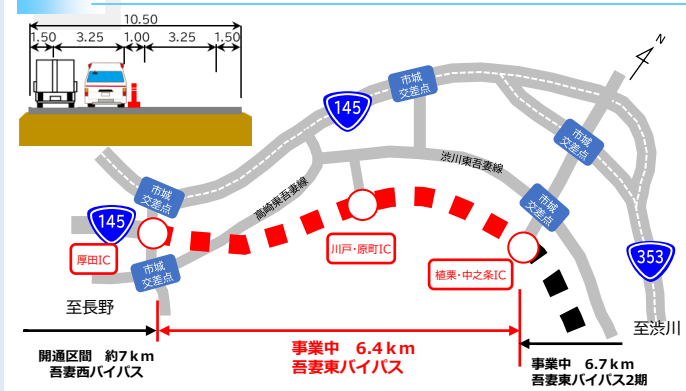 10.50
1.50 3.25 1.00 3.25 1.50
N
145
市城
交差点
市城
交差点
渋川東吾妻線
市城
交差点
高崎東吾妻線
市城
交差点
145
厚田IC
川戸・原町IC
植栗・中之条IC
353
市城
交差点
至長野
至渋川
開通区間 約7km
吾妻西バイパス
事業中 6.4km
吾妻東バイパス
事業中 6.7km
吾妻東バイパス2期